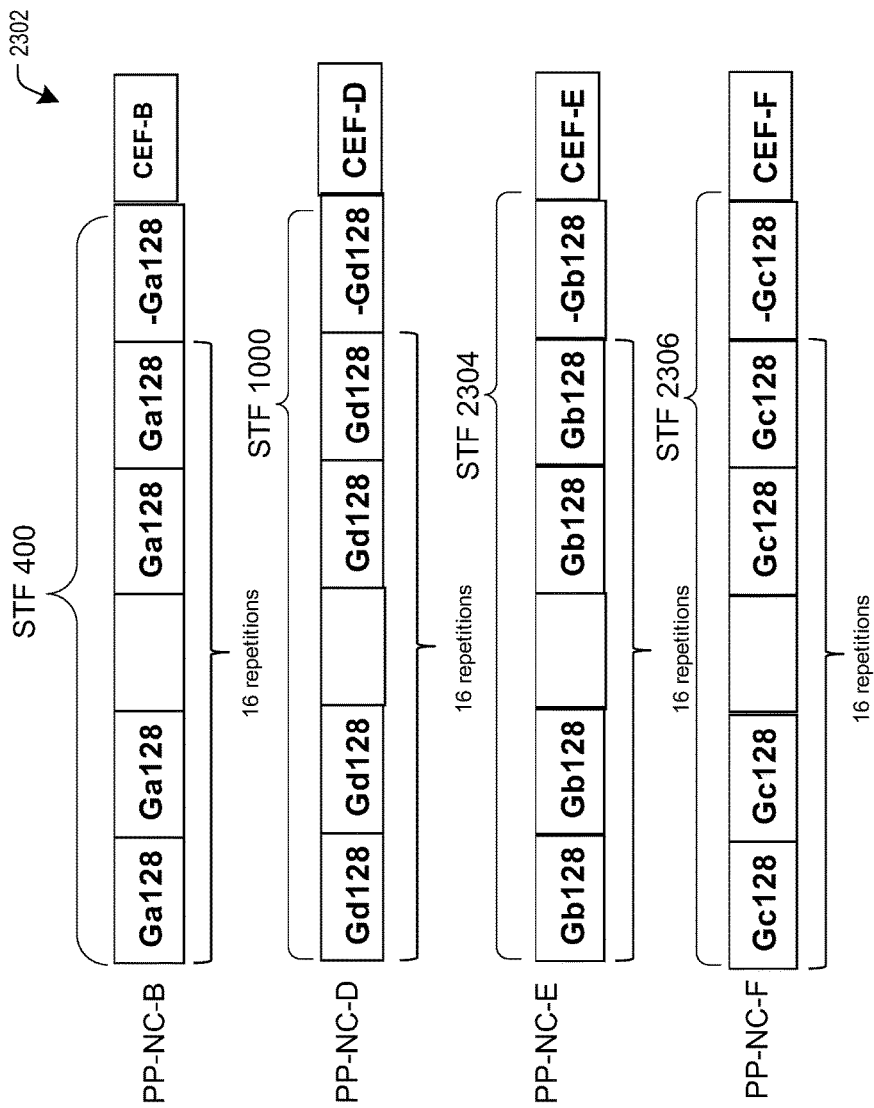 2302
STF 400
PP-NC-B Ga128 Ga128 Ga128 Ga128 -Ga128 CEF-B
16 repetitions
STF 1000
PP-NC-D Gd128 Gd128 Gd128 Gd128 -Gd128 CEF-D
16 repetitions
STF 2304
PP-NC-E Gb128 Gb128 Gb128 Gb128 -Gb128 CEF-E
16 repetitions
STF 2306
PP-NC-F Gc128 Gc128 Gc128 Gc128 -Gc128 CEF-F
16 repetitions